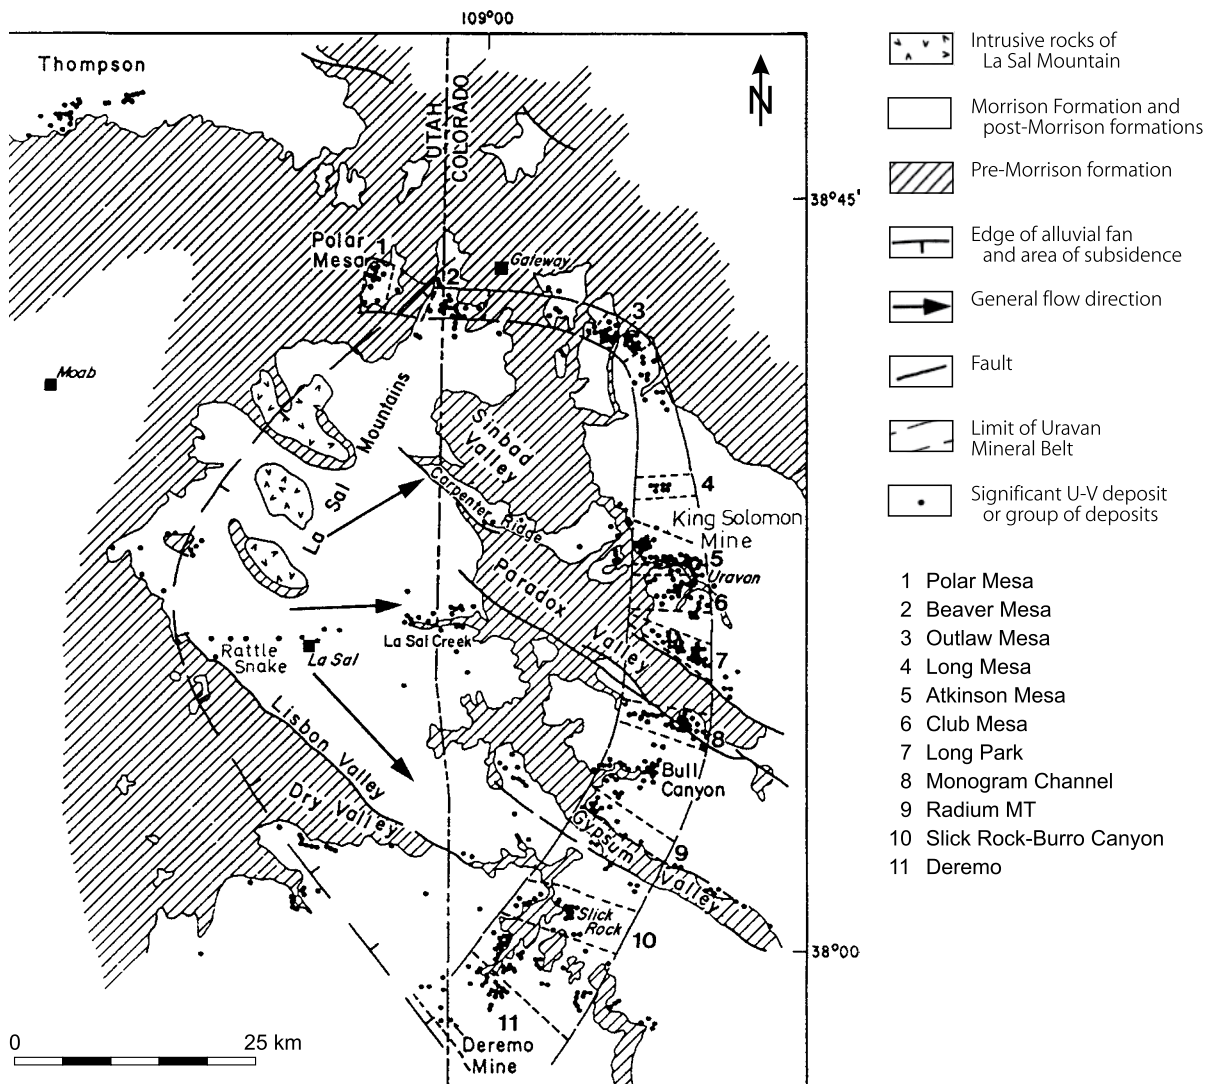 109°00
Thompson
UTAH
COLORADO
N
38°45'
Polar
Mesa
1
2
Gateway
3
Moab
La Sal Mountains
Sinbad
Valley
Carpenter Ridge
4
King Solomon
Mine
5
Uravan
6
Paradox
Valley
La Sal Creek
7
Rattle
Snake
La Sal
Lisbon Valley
Dry Valley
8
Bull
Canyon
Gypsum
Valley
9
Slick
Rock
10
38°00
11
Deremo
Mine
0
25 km
Intrusive rocks of
La Sal Mountain
Morrison Formation and
post-Morrison formations
Pre-Morrison formation
Edge of alluvial fan
and area of subsidence
General flow direction
Fault
Limit of Uravan
Mineral Belt
Significant U-V deposit
or group of deposits
1 Polar Mesa
2 Beaver Mesa
3 Outlaw Mesa
4 Long Mesa
5 Atkinson Mesa
6 Club Mesa
7 Long Park
8 Monogram Channel
9 Radium MT
10 Slick Rock-Burro Canyon
11 Deremo